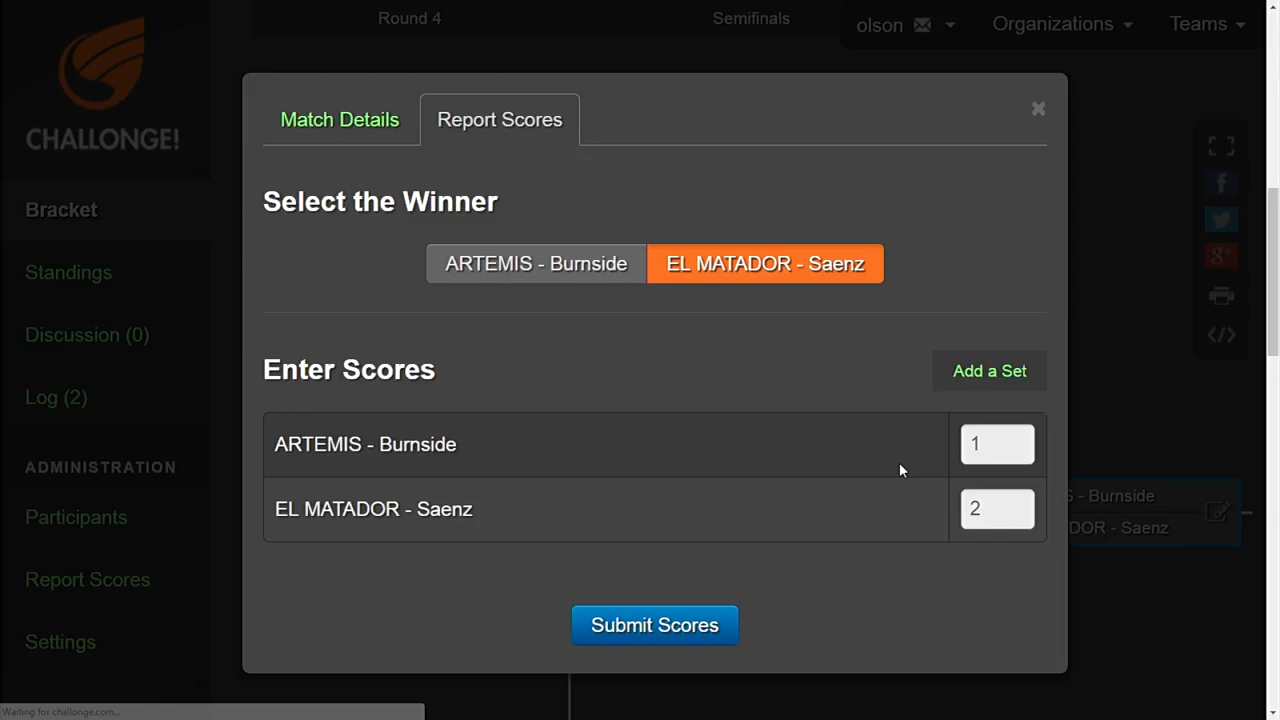 Round 4
Semifinals
olson
Organizations
Teams
CHALLONGE!
Match Details
Report Scores
×
Select the Winner
ARTEMIS - Burnside
EL MATADOR - Saenz
Enter Scores
Add a Set
ARTEMIS - Burnside
1
EL MATADOR - Saenz
2
Submit Scores
Bracket
Standings
Discussion (0)
Log (2)
ADMINISTRATION
Participants
Report Scores
Settings
S - Burnside
DOR - Saenz
Waiting for challonge.com...